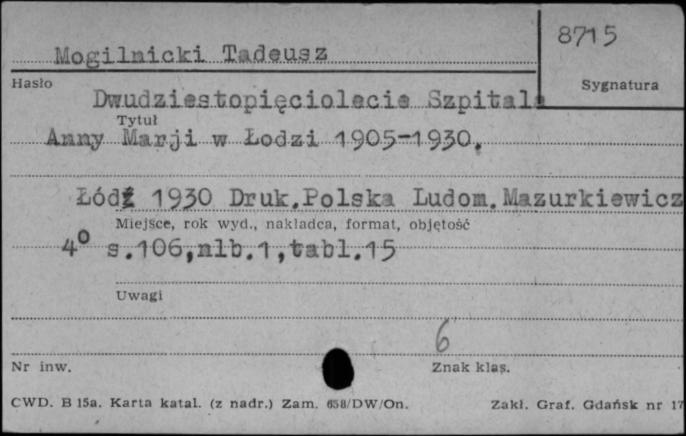 8715
Mogilnicki Tadeusz
Hasło
Sygnatura
Dwudziestopięciolecie Szpitala
Tytuł
Anny Marji w Łodzi 1905-1930.
Łódź 1930 Druk.Polska Ludom.Mazurkiewicz
Miejsce, rok wyd., nakładca, format, objętość
4⁰ s.106,nlb.1,tabl.15
Uwagi
6
Nr inw.
Znak klas.
CWD. B 15a. Karta katal. (z nadr.) Zam. 658/DW/On.
Zakł. Graf. Gdańsk nr 17